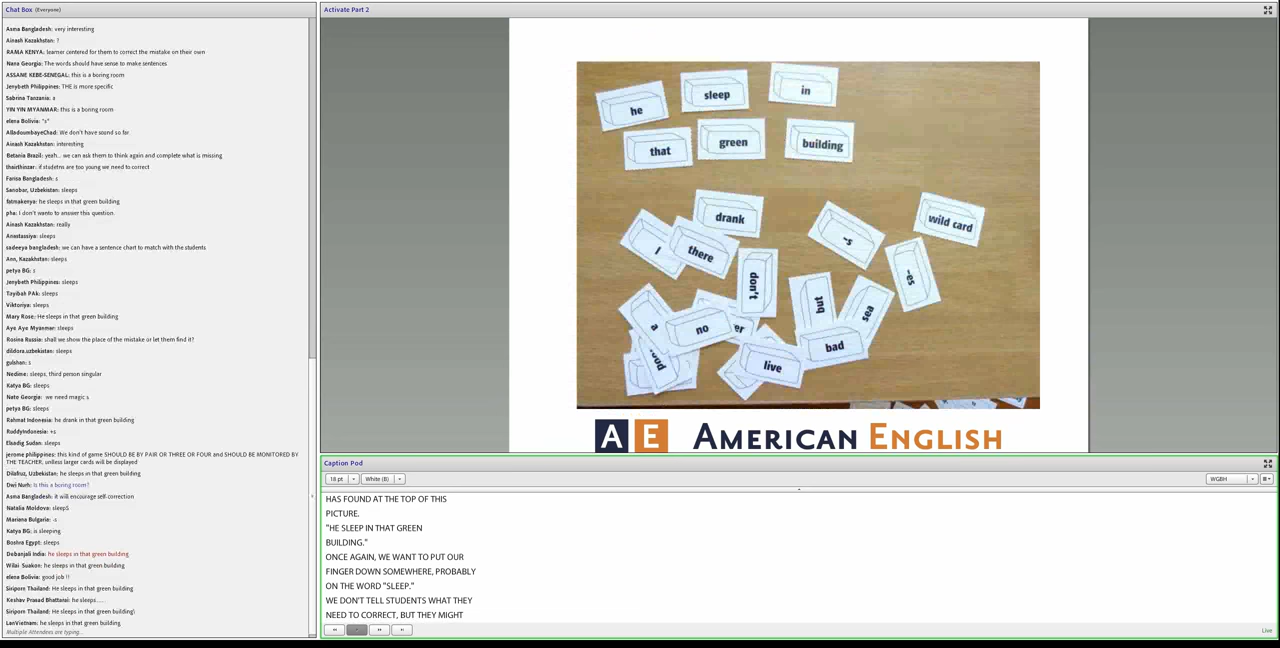 Chat Box (Everyone)
Asma Bangladesh: very interesting
Ainash Kazakhstan: ?
RAMIA KENYA: learner centered for them to correct the mistake on their own
Nana Georgia: The words should have sense to make sentences
ASSANE KEBE-SENEGAL: this is a boring room
Jenybeth Philippines: THE is more specific
Sabrina Tanzania: a
YIN YIN MYANMAR: this is a boring room
elena Bolivia: "s"
AlladoumbayeChad: We don't have sound so far.
Ainash Kazakhstan: interesting
Betania Brazil: yeah... we can ask them to think again and complete what is missing
thairthinzar: if studetns are too young we need to correct
Farisa Bangladesh: s
Sanobar, Uzbekistan: sleeps
fatmakenya: he sleeps in that green building
pha: I don't wanto to answer this question.
Ainash Kazakhstan: really
Anastassiya: sleeps
sadeeya bangladesh: we can have a sentence chart to match with the students
Ann, Kazakhstan: sleeps
petya BG: s
Jenybeth Philippines: sleeps
Tayibah PAk: sleeps
Viktoriya: sleeps
Mary Rose: He sleeps in that green building
Aye Aye Myanmar: sleeps
Rosina Russia: shall we show the place of the mistake or let them find it?
dildora.uzbekistan: sleeps
gulshan: s
Nedime: sleeps, third person singular
Katya BG: sleeps
Nato Georgia: we need magic s
petya BG: sleeps
Rahmat Indonesia: he drank in that green building
RuddyIndonesia: +s
Elsadig Sudan: sleeps
jerome philippines: this kind of game SHOULD BE BY PAIR OR THREE OR FOUR and SHOULD BE MONITORED BY
THE TEACHER, unless larger cards will be displayed
Dilafruz, Uzbekistan: he sleeps in that green building
Dwi Nurh: Is this a boring room?
Asma Bangladesh: it will encourage self-correction
Natalia Moldova: sleepS
Mariana Bulgaria: -s
Katya BG: is sleeping
Boshra Egypt: sleeps
Debanjali India: he sleeps in that green building
Wilai Suakon: he sleeps in that green building
elena Bolivia: good job !!
Siriporn Thailand: He sleeps in that green building
Keshav Prasad Bhattarai: he sleeps.....
Siriporn Thailand: He sleeps in that green building\
LanVietnam: he sleeps in that green building
Multiple Attendees are typing...
Activate Part 2
he
sleep
in
that
green
building
drank
I
there
-s
wild card
don't
-es
but
sea
a
no
er
bad
live
AE AMERICAN ENGLISH
Caption Pod
18 pt
White (B)
WGBH
HAS FOUND AT THE TOP OF THIS
PICTURE.
"HE SLEEP IN THAT GREEN
BUILDING."
ONCE AGAIN, WE WANT TO PUT OUR
FINGER DOWN SOMEWHERE, PROBABLY
ON THE WORD "SLEEP."
WE DON'T TELL STUDENTS WHAT THEY
NEED TO CORRECT, BUT THEY MIGHT
Live